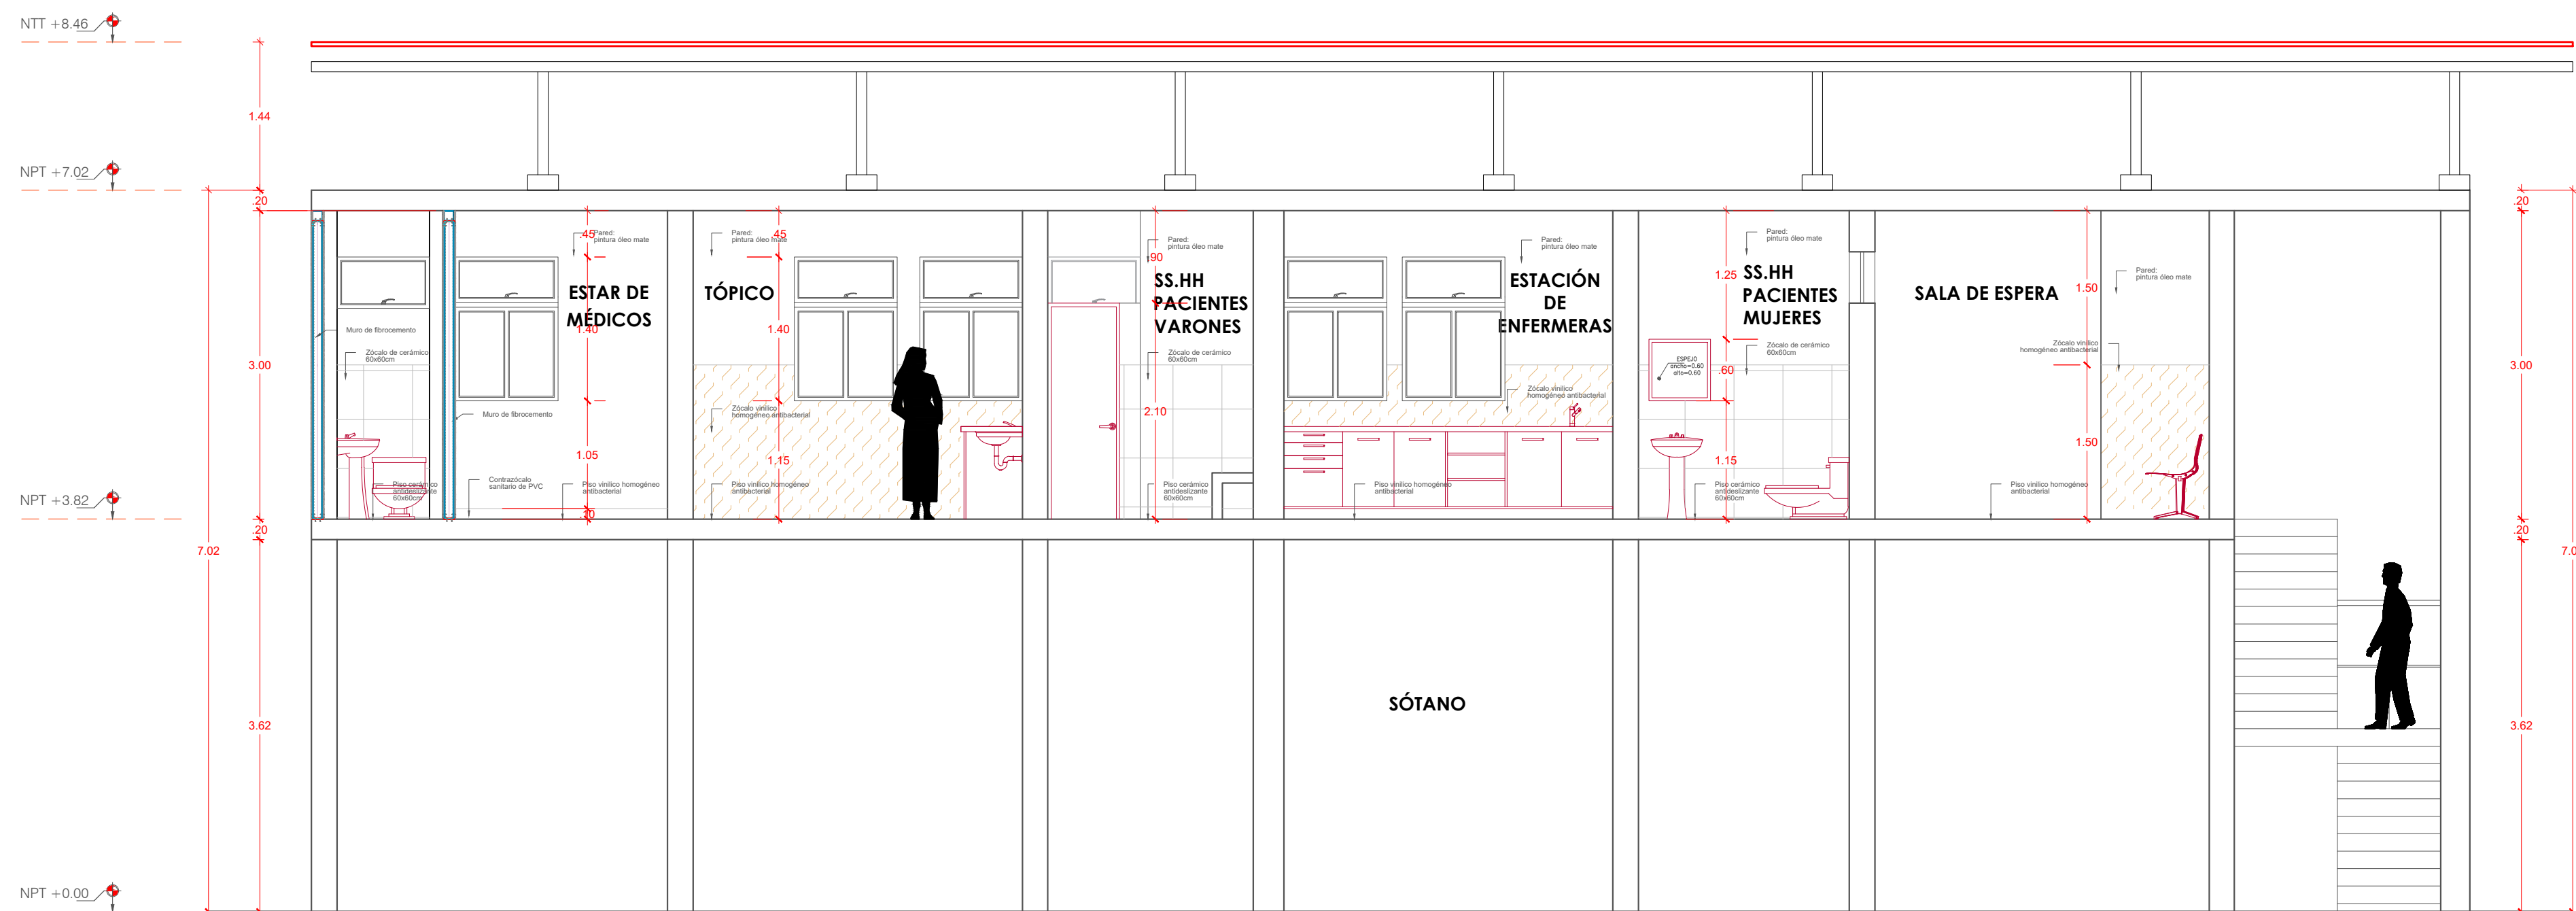 NTT +8.46
1.44
NPT +7.02
.20
.20
.45
Pared:
pintura óleo mate
Pared:
pintura óleo mate
.45
Pared:
pintura óleo mate
.90
Pared:
pintura óleo mate
Pared:
pintura óleo mate
1.25
1.50
Pared:
pintura óleo mate
ESTAR DE
MÉDICOS
TÓPICO
SS.HH
PACIENTES
VARONES
ESTACIÓN
DE
ENFERMERAS
SS.HH
PACIENTES
MUJERES
SALA DE ESPERA
Muro de fibrocemento
1.40
1.40
Zócalo de cerámico
60x60cm
Zócalo de cerámico
60x60cm
ESPEJO
ancho=0.60
alto=0.60
.60
Zócalo de cerámico
60x60cm
Zócalo vinílico
homogéneo antibacterial
3.00
3.00
Muro de fibrocemento
Zócalo vinílico
homogéneo antibacterial
2.10
Zócalo vinílico
homogéneo antibacterial
1.05
1.15
1.15
1.50
Piso cerámico
antideslizante
60x60cm
Contrazócalo
sanitario de PVC
Piso vinílico homogéneo
antibacterial
Piso vinílico homogéneo
antibacterial
Piso cerámico
antideslizante
60x60cm
Piso vinílico homogéneo
antibacterial
Piso cerámico
antideslizante
60x60cm
Piso vinílico homogéneo
antibacterial
NPT +3.82
.10
.20
.20
7.02
7.0
SÓTANO
3.62
3.62
NPT +0.00